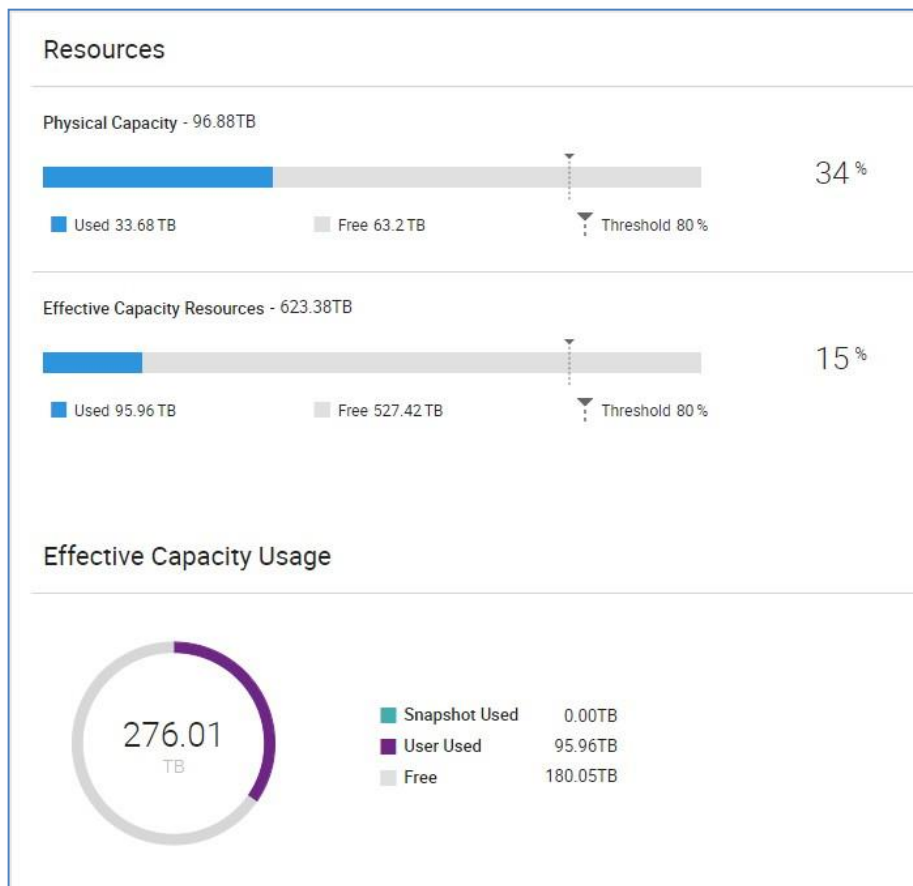 Resources
Physical Capacity - 96.88TB
34 %
Used 33.68 TB Free 63.2 TB Threshold 80 %
Effective Capacity Resources - 623.38TB
15 %
Used 95.96 TB Free 527.42 TB Threshold 80 %
Effective Capacity Usage
276.01
TB
Snapshot Used 0.00TB
User Used 95.96TB
Free 180.05TB